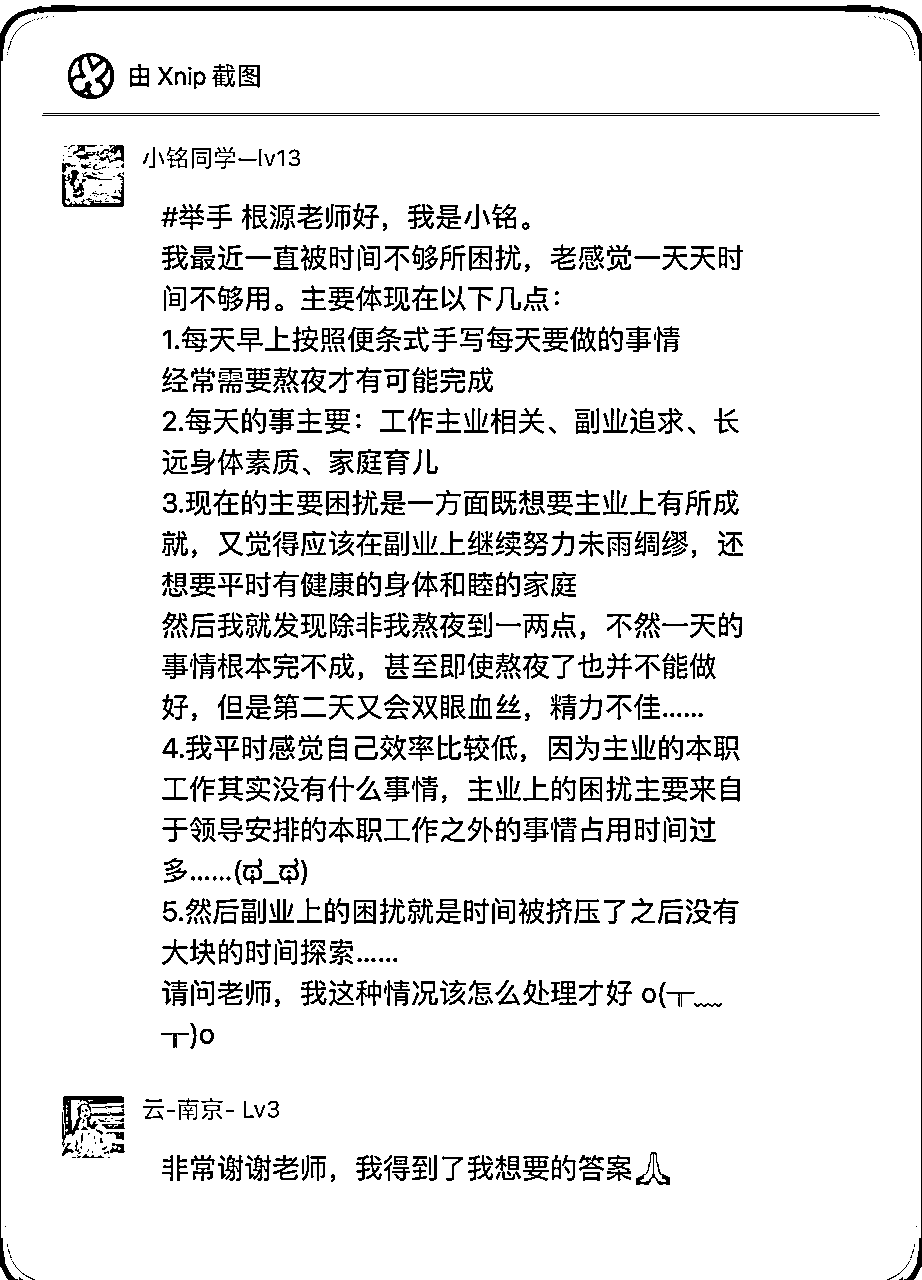 由 Xnip 截图
小铭同学—lv13
#举手 根源老师好，我是小铭。
我最近一直被时间不够所困扰，老感觉一天天时
间不够用。主要体现在以下几点：
1.每天早上按照便条式手写每天要做的事情
经常需要熬夜才有可能完成
2.每天的事主要：工作主业相关、副业追求、长
远身体素质、家庭育儿
3.现在的主要困扰是一方面既想要主业上有所成
就，又觉得应该在副业上继续努力未雨绸缪，还
想要平时有健康的身体和睦的家庭
然后我就发现除非我熬夜到一两点，不然一天的
事情根本完不成，甚至即使熬夜了也并不能做
好，但是第二天又会双眼血丝，精力不佳……
4.我平时感觉自己效率比较低，因为主业的本职
工作其实没有什么事情，主业上的困扰主要来自
于领导安排的本职工作之外的事情占用时间过
多……(ಥ_ಥ)
5.然后副业上的困扰就是时间被挤压了之后没有
大块的时间探索……
请问老师，我这种情况该怎么处理才好 o(╥﹏
╥)o
云-南京- Lv3
非常谢谢老师，我得到了我想要的答案🙏